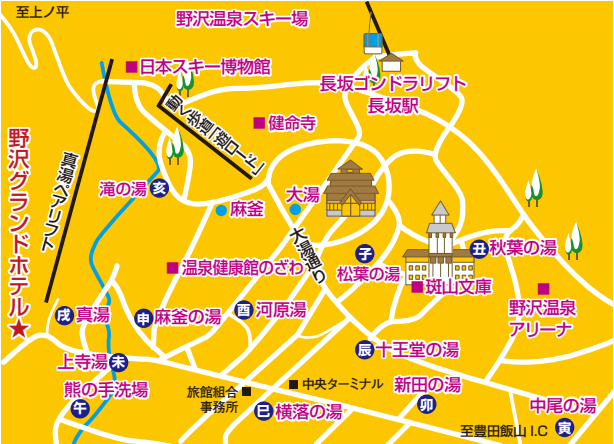 至上ノ平
野沢温泉スキー場
日本スキー博物館
長坂ゴンドラリフト
長坂駅
動く歩道「遊ロード」
健命寺
野沢グランドホテル★
真湯ペアリフト
滝の湯 亥
麻釜
大湯
大湯通り
子
松葉の湯
丑 秋葉の湯
温泉健康館のざわ
斑山文庫
野沢温泉
アリーナ
戌 真湯
申 麻釜の湯
酉 河原湯
辰 十王堂の湯
上寺湯 未
熊の手洗場
午
旅館組合
事務所
中央ターミナル
巳 横落の湯
新田の湯
卯
中尾の湯
寅
至豊田飯山 I.C